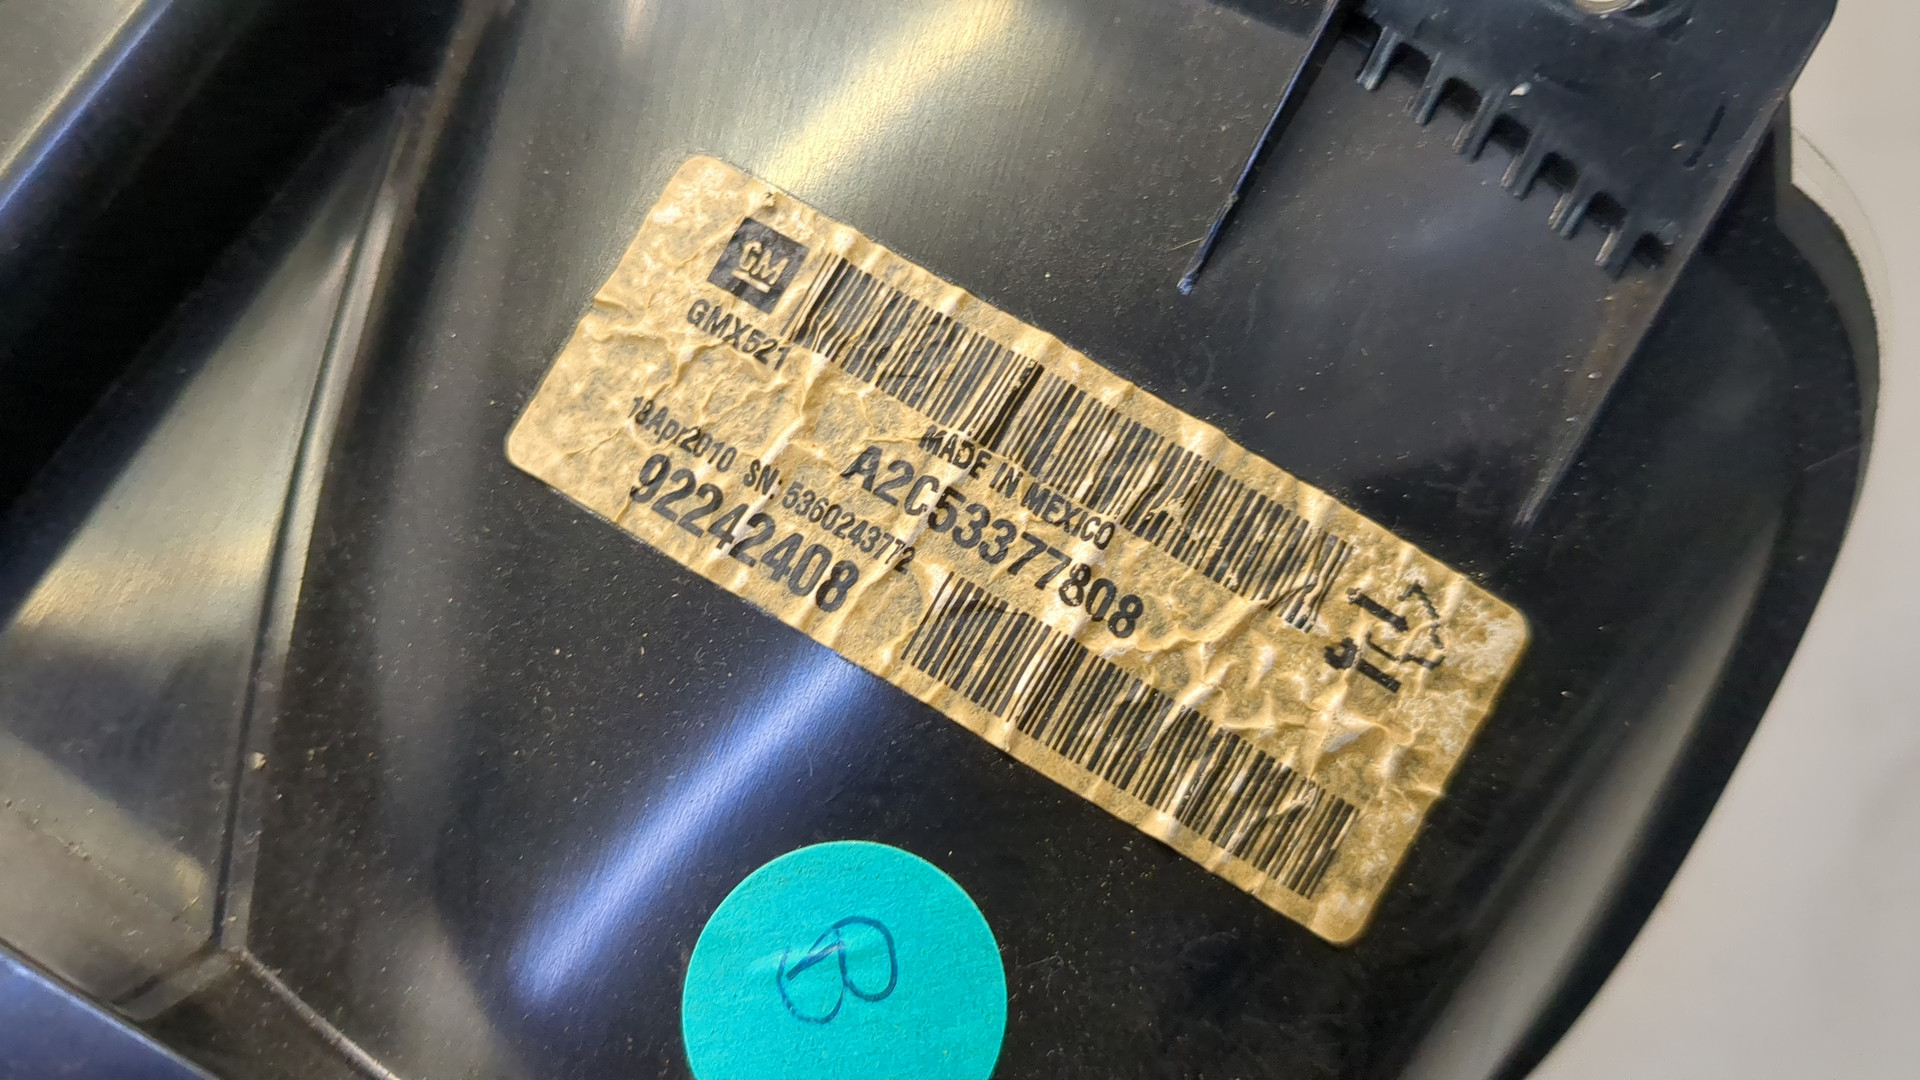 GM
GMX521
MADE IN MEXICO
A2C53377808
18Apr2010 SN: 5360243772
92242408
B